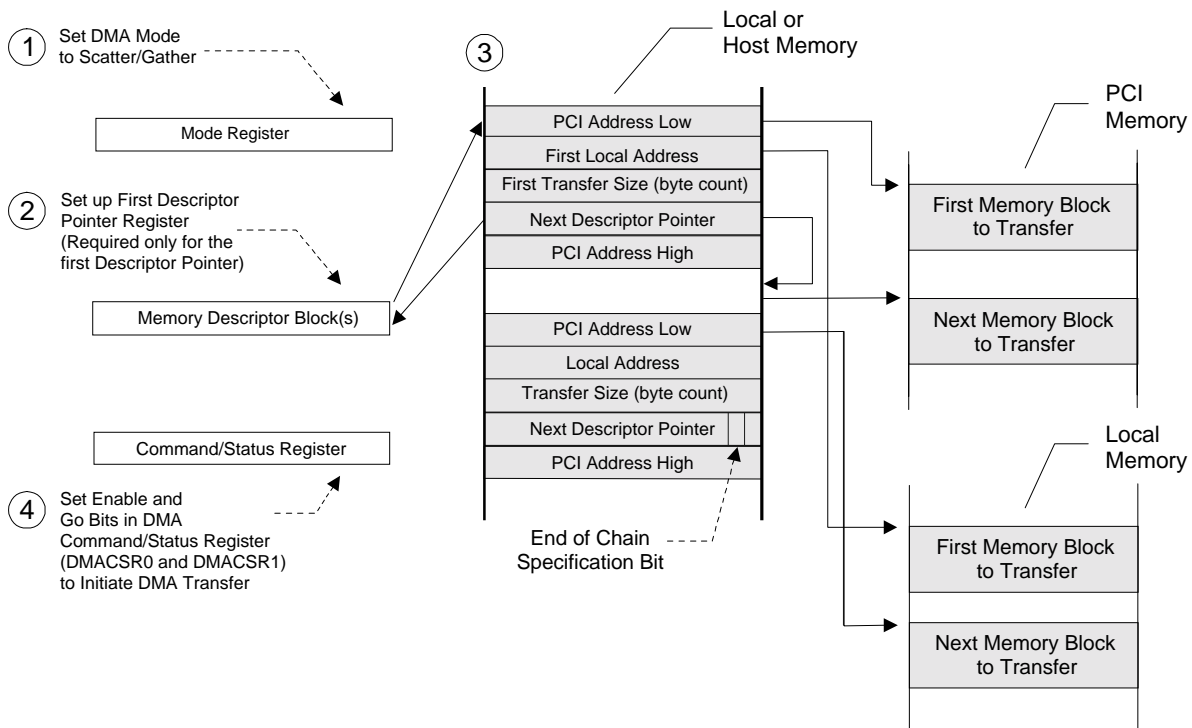 1
Set DMA Mode
to Scatter/Gather
Mode Register
2
Set up First Descriptor
Pointer Register
(Required only for the
first Descriptor Pointer)
Memory Descriptor Block(s)
Command/Status Register
4
Set Enable and
Go Bits in DMA
Command/Status Register
(DMACSR0 and DMACSR1)
to Initiate DMA Transfer
3
Local or
Host Memory
PCI Address Low
First Local Address
First Transfer Size (byte count)
Next Descriptor Pointer
PCI Address High
PCI Address Low
Local Address
Transfer Size (byte count)
Next Descriptor Pointer
PCI Address High
End of Chain
Specification Bit
PCI
Memory
First Memory Block
to Transfer
Next Memory Block
to Transfer
Local
Memory
First Memory Block
to Transfer
Next Memory Block
to Transfer